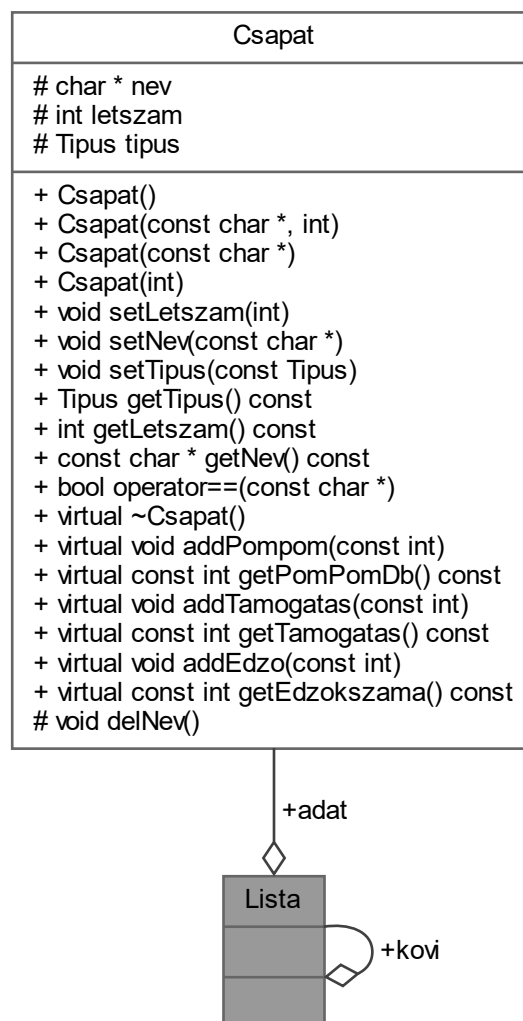 Csapat
# char * nev
# int letszam
# Tipus tipus
+ Csapat()
+ Csapat(const char *, int)
+ Csapat(const char *)
+ Csapat(int)
+ void setLetszam(int)
+ void setNev(const char *)
+ void setTipus(const Tipus)
+ Tipus getTipus() const
+ int getLetszam() const
+ const char * getNev() const
+ bool operator==(const char *)
+ virtual ~Csapat()
+ virtual void addPompom(const int)
+ virtual const int getPomPomDb() const
+ virtual void addTamogatas(const int)
+ virtual const int getTamogatas() const
+ virtual void addEdzo(const int)
+ virtual const int getEdzokszama() const
# void delNev()
+adat
Lista
+kovi